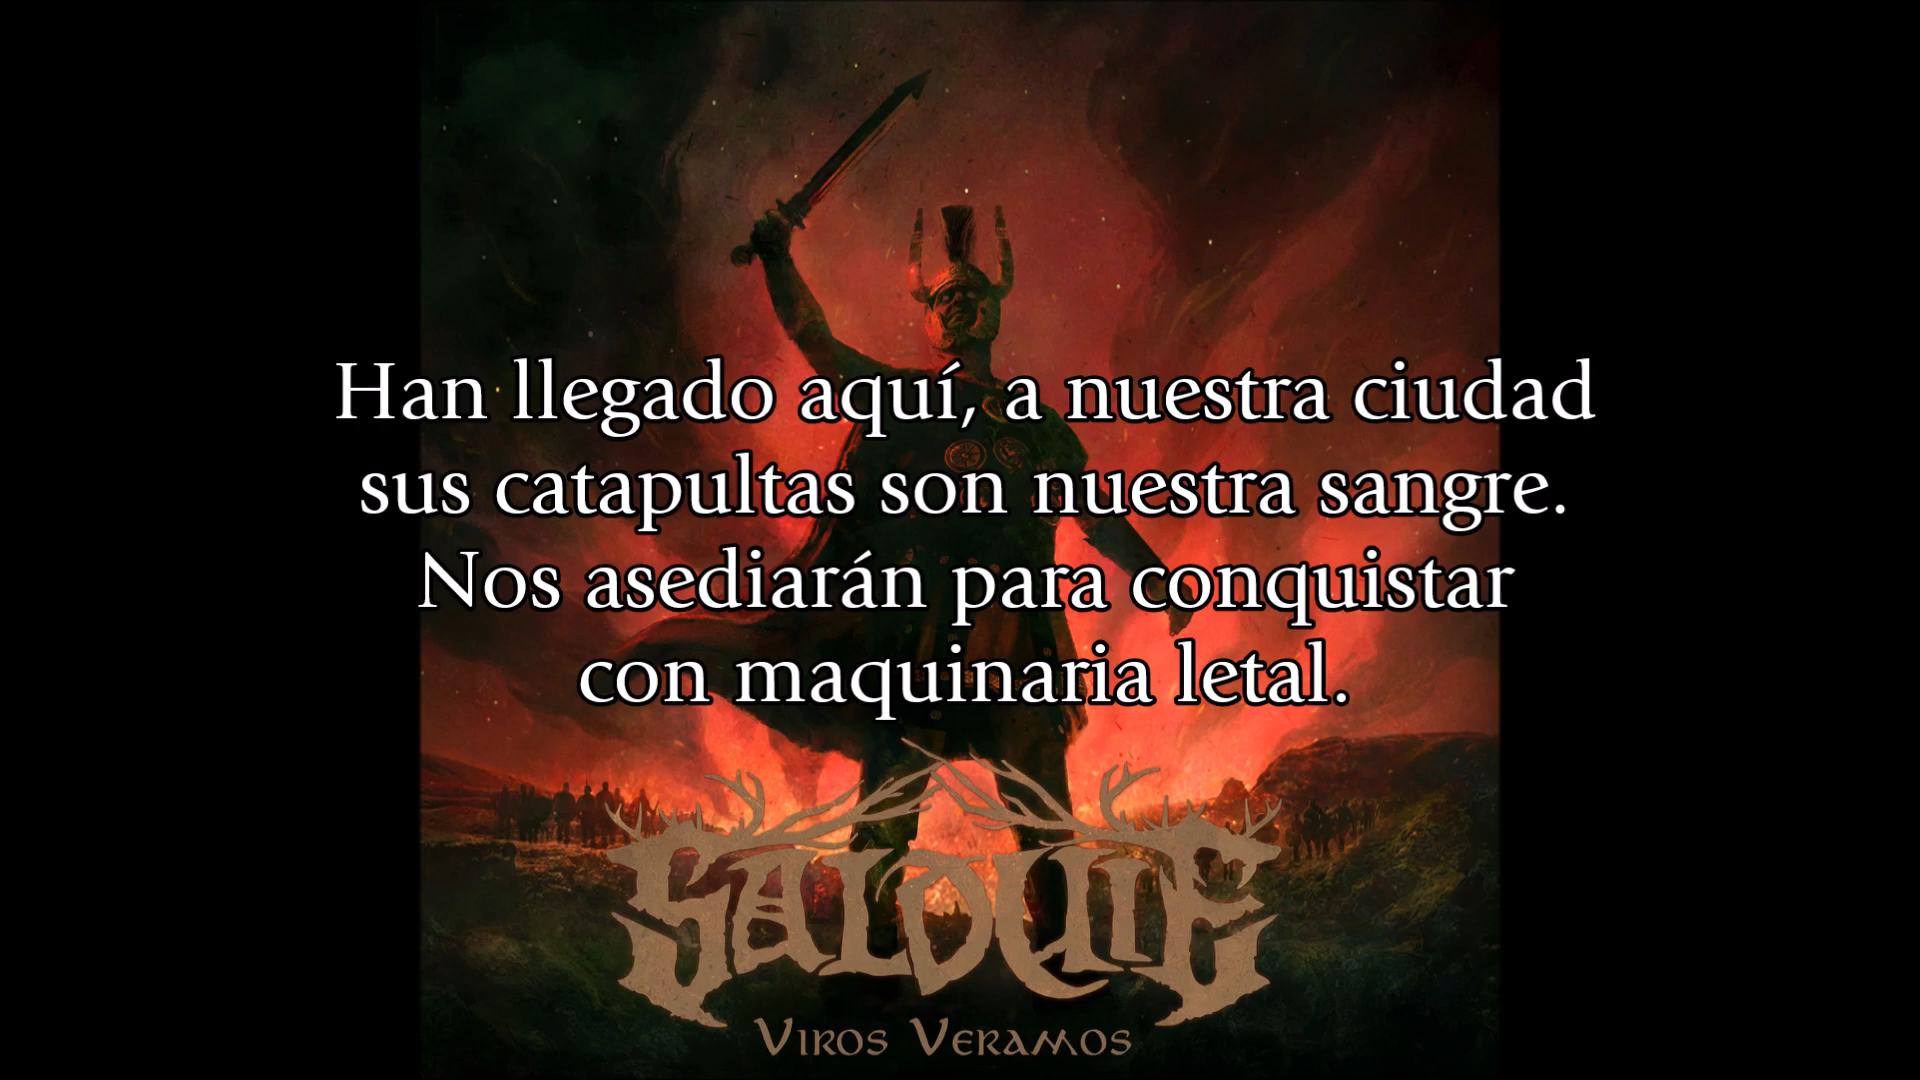 Han llegado aquí, a nuestra ciudad
sus catapultas son nuestra sangre.
Nos asediarán para conquistar
con maquinaria letal.
SALDUIE
VIROS VERAMOS